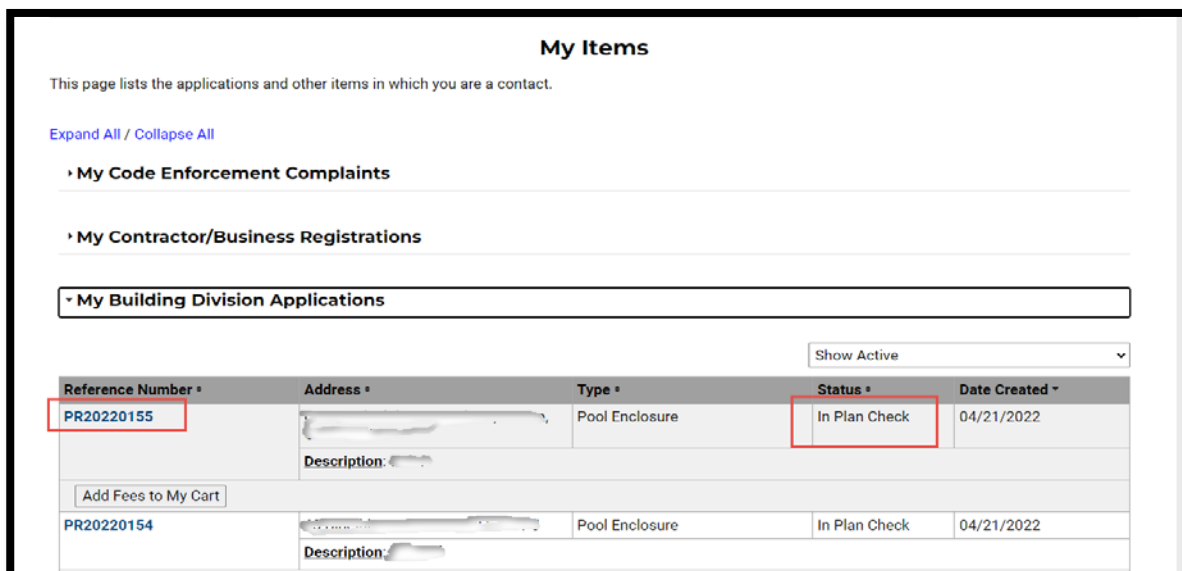 My Items
This page lists the applications and other items in which you are a contact.
Expand All / Collapse All
My Code Enforcement Complaints
My Contractor/Business Registrations
My Building Division Applications
Show Active
Reference Number Address Type Status Date Created
PR20220155 Pool Enclosure In Plan Check 04/21/2022
Description:
Add Fees to My Cart
PR20220154 Pool Enclosure In Plan Check 04/21/2022
Description: